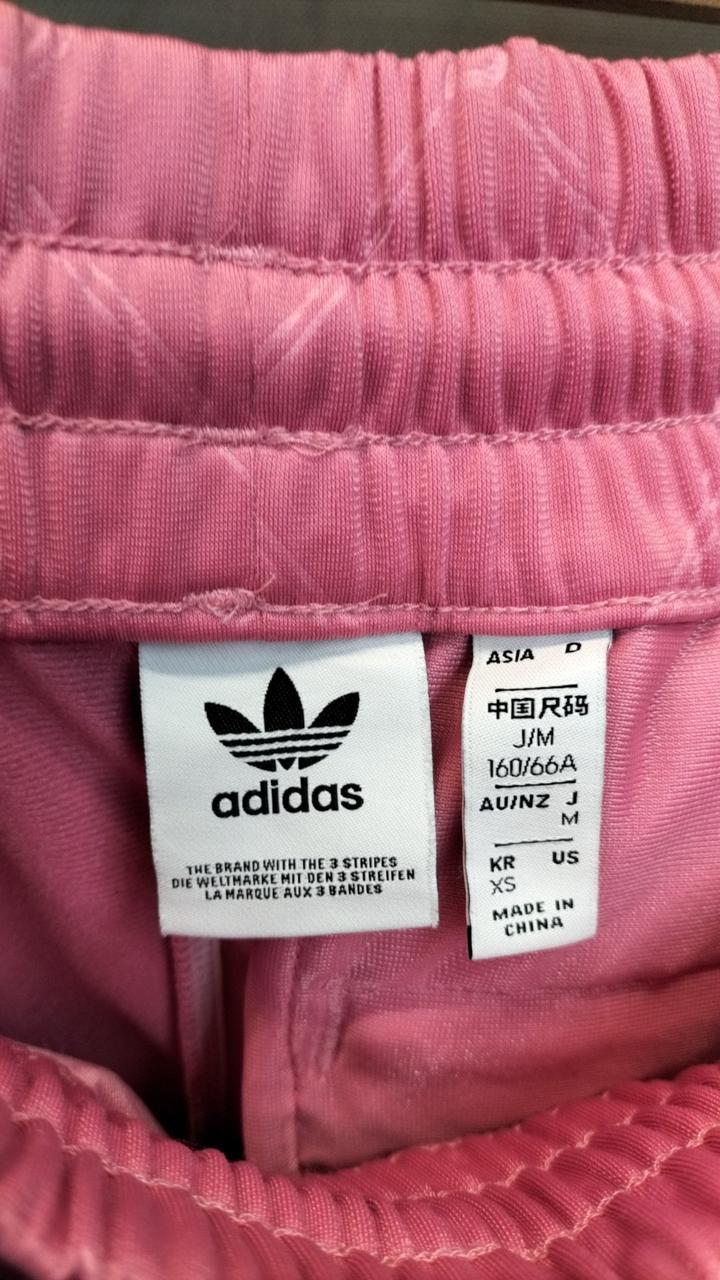 adidas
THE BRAND WITH THE 3 STRIPES
DIE WELTMARKE MIT DEN 3 STREIFEN
LA MARQUE AUX 3 BANDES
ASIA D
中国尺码
J/M
160/66A
AU/NZ J
M
KR US
XS
MADE IN
CHINA